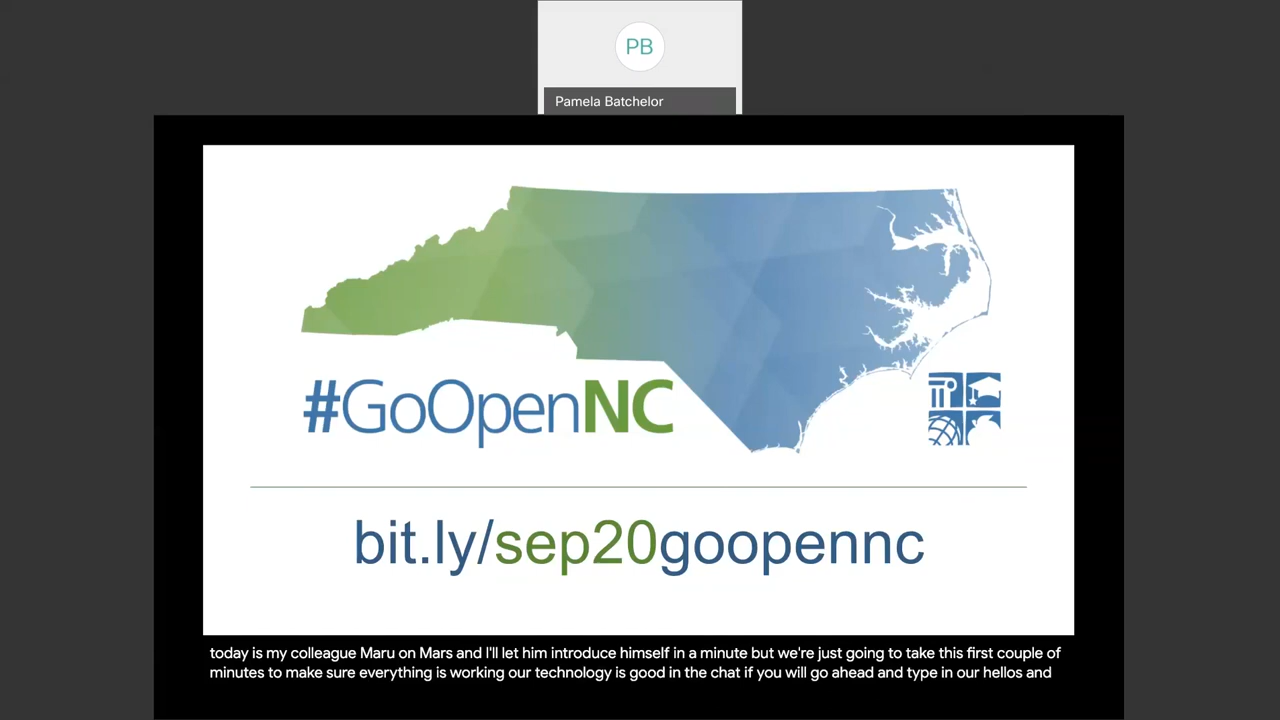 PB
Pamela Batchelor
#GoOpenNC
bit.ly/sep20goopennc
today is my colleague Maru on Mars and I'll let him introduce himself in a minute but we're just going to take this first couple of
minutes to make sure everything is working our technology is good in the chat if you will go ahead and type in our hellos and